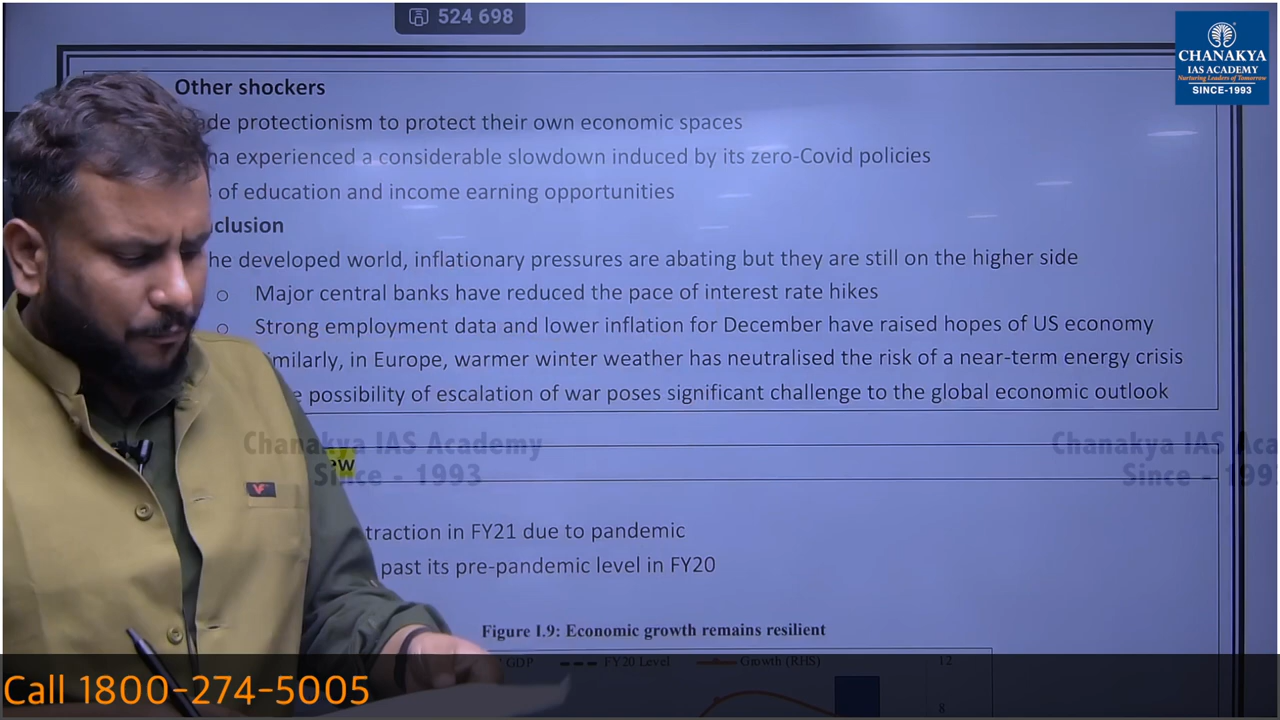 524 698
CHANAKYA
IAS ACADEMY
Nurturing Leaders of Tomorrow
SINCE-1993
Other shockers
ade protectionism to protect their own economic spaces
na experienced a considerable slowdown induced by its zero-Covid policies
of education and income earning opportunities
clusion
he developed world, inflationary pressures are abating but they are still on the higher side
○ Major central banks have reduced the pace of interest rate hikes
○ Strong employment data and lower inflation for December have raised hopes of US economy
imilarly, in Europe, warmer winter weather has neutralised the risk of a near-term energy crisis
e possibility of escalation of war poses significant challenge to the global economic outlook
Chanakya IAS Academy
Since - 1993
Chanakya IAS Aca
Since - 199
ew
traction in FY21 due to pandemic
past its pre-pandemic level in FY20
Figure I.9: Economic growth remains resilient
GDP FY20 Level Growth (RHS) 12
8
Call 1800-274-5005